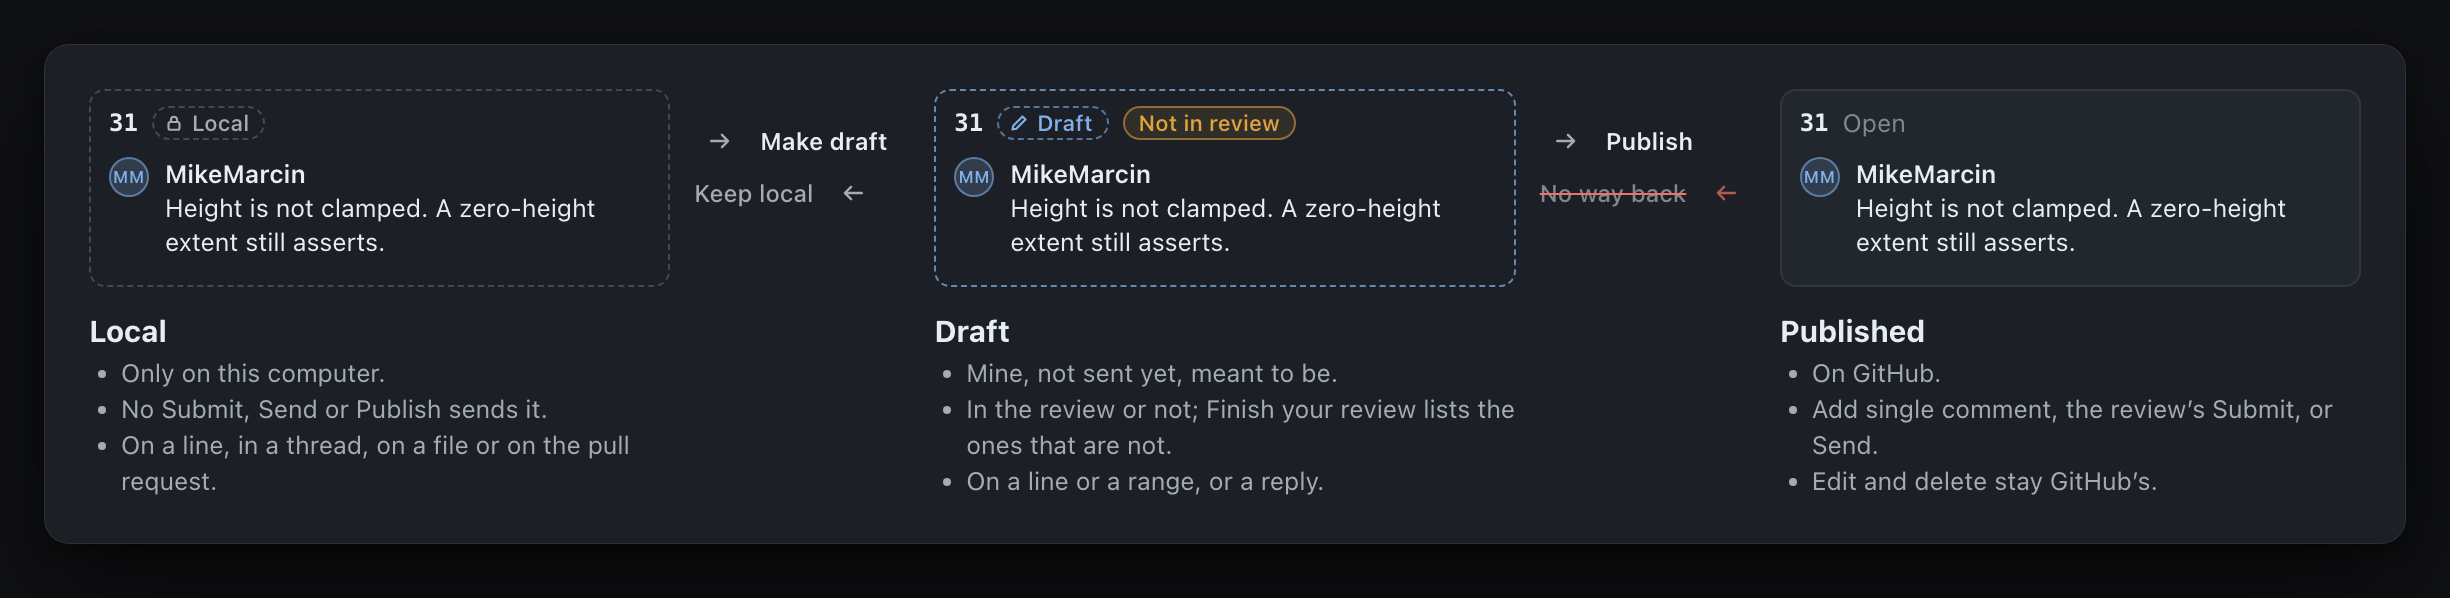 31 Local
MM MikeMarcin
Height is not clamped. A zero-height
extent still asserts.
→ Make draft
Keep local ←
31 Draft Not in review
MM MikeMarcin
Height is not clamped. A zero-height
extent still asserts.
→ Publish
No way back ←
31 Open
MM MikeMarcin
Height is not clamped. A zero-height
extent still asserts.
Local
• Only on this computer.
• No Submit, Send or Publish sends it.
• On a line, in a thread, on a file or on the pull
request.
Draft
• Mine, not sent yet, meant to be.
• In the review or not; Finish your review lists the
ones that are not.
• On a line or a range, or a reply.
Published
• On GitHub.
• Add single comment, the review’s Submit, or
Send.
• Edit and delete stay GitHub’s.